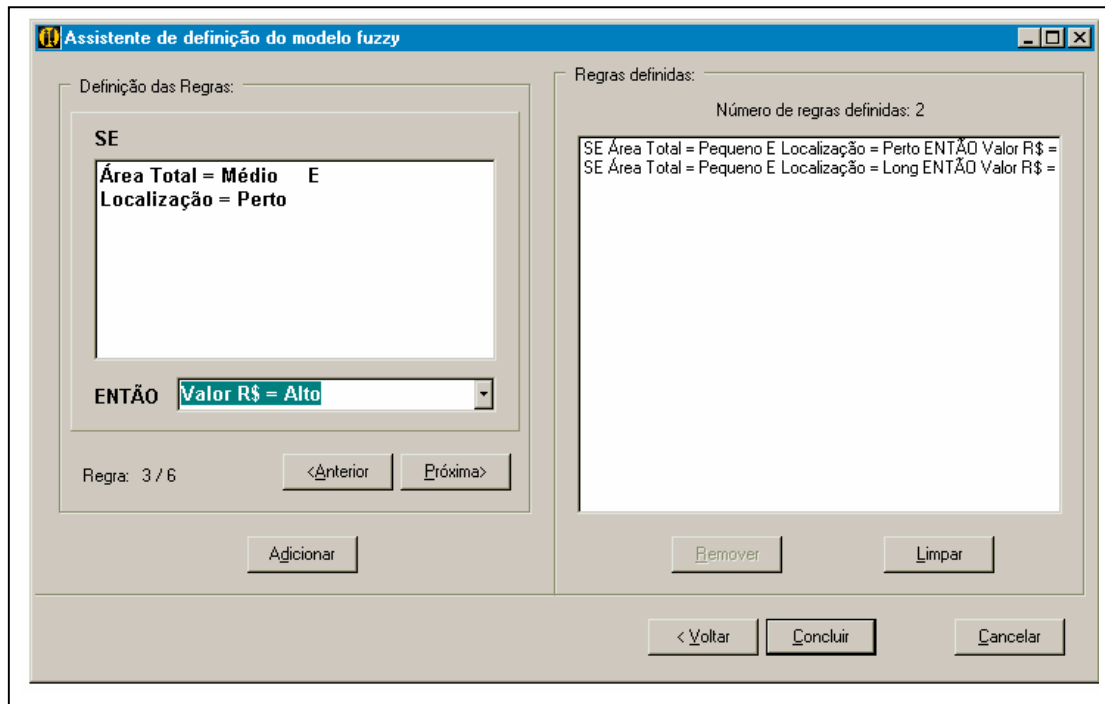 Assistente de definição do modelo fuzzy
Definição das Regras:
SE
Área Total = Médio E
Localização = Perto
ENTÃO Valor R$ = Alto
Regra: 3 / 6
<Anterior Próxima>
Adicionar
Regras definidas:
Número de regras definidas: 2
SE Área Total = Pequeno E Localização = Perto ENTÃO Valor R$ =
SE Área Total = Pequeno E Localização = Long ENTÃO Valor R$ =
Remover Limpar
< Voltar Concluir Cancelar